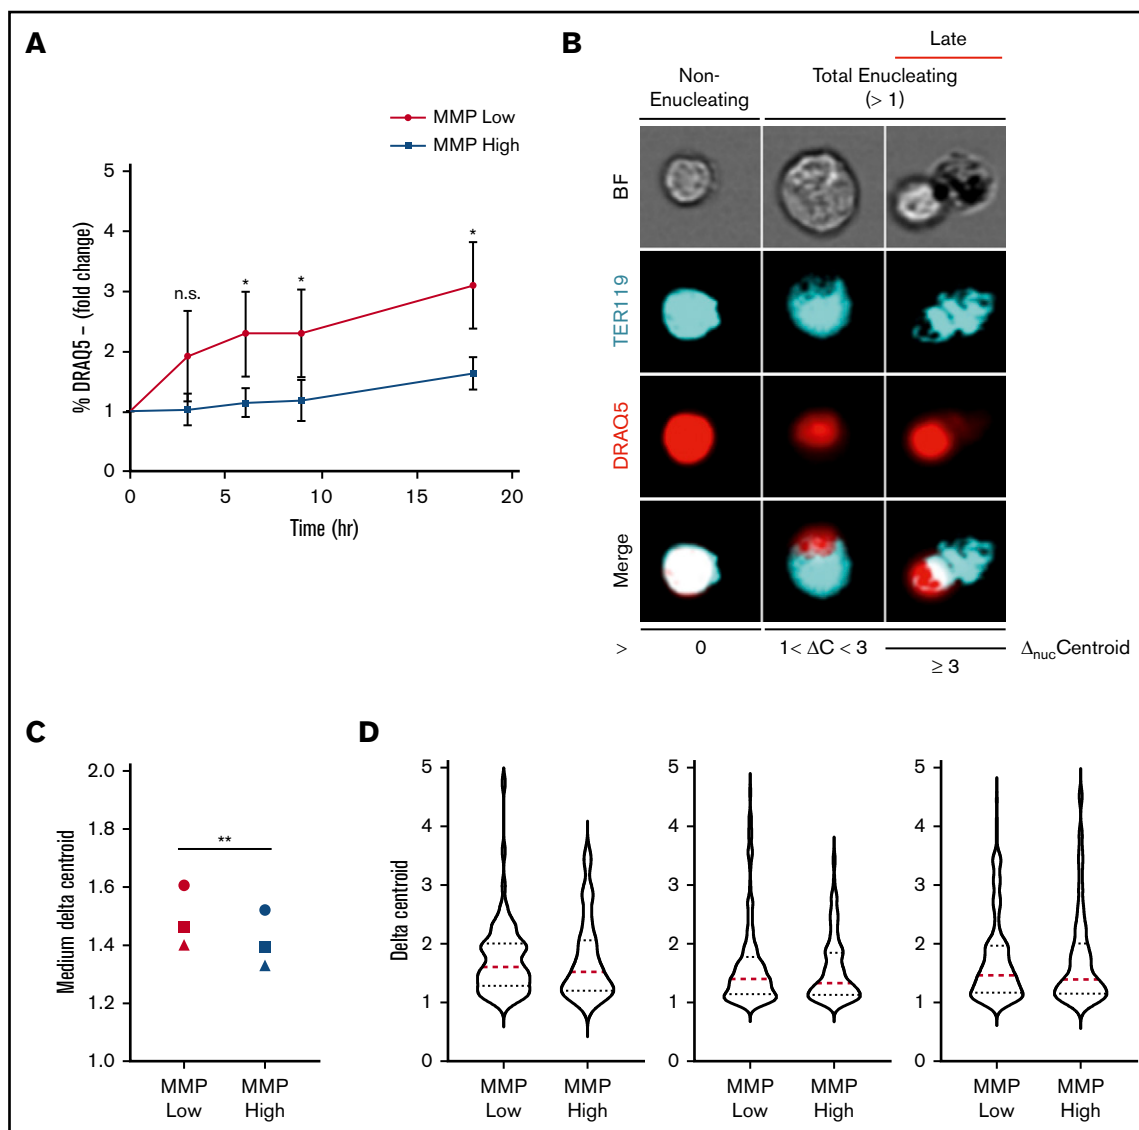 A
MMP Low
MMP High
5
4
3
2
1
0
% DRAQ5 – (fold change)
n.s.
*
*
*
0
5
10
15
20
Time (hr)
B
Late
Non-
Enucleating
Total Enucleating
(> 1)
BF
TER119
DRAQ5
Merge
>
0
1< ΔC < 3
≥ 3
ΔnucCentroid
C
2.0
1.8
1.6
1.4
1.2
1.0
Medium delta centroid
**
MMP
Low
MMP
High
D
Delta centroid
5
4
3
2
1
0
MMP
Low
MMP
High
5
4
3
2
1
0
MMP
Low
MMP
High
5
4
3
2
1
0
MMP
Low
MMP
High